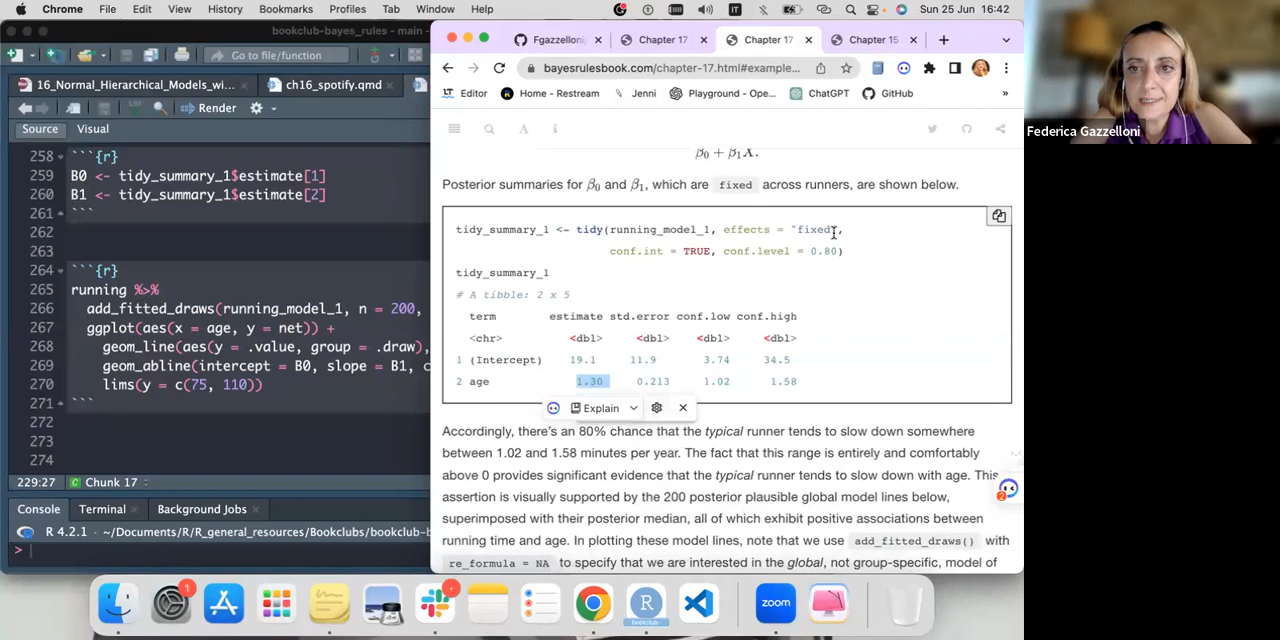 Chrome File Edit View History Bookmarks Profiles Tab Window Help IT Sun 25 Jun 16:42
bookclub-bayes_rules - main -
Go to file/function
16_Normal_Hierarchical_Models_wi... ch16_spotify.qmd
Render
Source Visual
258 ```{r}
259 B0 <- tidy_summary_1$estimate[1]
260 B1 <- tidy_summary_1$estimate[2]
261 ```
262
263
264 ```{r}
265 running %>%
266 add_fitted_draws(running_model_1, n = 200,
267 ggplot(aes(x = age, y = net)) +
268 geom_line(aes(y = .value, group = .draw),
269 geom_abline(intercept = B0, slope = B1, c
270 lims(y = c(75, 110))
271 ```
272
273
274
229:27 C Chunk 17
Console Terminal Background Jobs
R 4.2.1 · ~/Documents/R/R_general_resources/Bookclubs/bookclub-b
>
Fgazzelloni Chapter 17 Chapter 17 Chapter 15
bayesrulesbook.com/chapter-17.html#example...
Editor Home - Restream Jenni Playground - Ope... ChatGPT GitHub »
β0 + β1X.
Posterior summaries for β0 and β1, which are fixed across runners, are shown below.
tidy_summary_1 <- tidy(running_model_1, effects = "fixed",
conf.int = TRUE, conf.level = 0.80)
tidy_summary_1
# A tibble: 2 x 5
term estimate std.error conf.low conf.high
<chr> <dbl> <dbl> <dbl> <dbl>
1 (Intercept) 19.1 11.9 3.74 34.5
2 age 1.30 0.213 1.02 1.58
Explain
Accordingly, there's an 80% chance that the typical runner tends to slow down somewhere
between 1.02 and 1.58 minutes per year. The fact that this range is entirely and comfortably
above 0 provides significant evidence that the typical runner tends to slow down with age. This
assertion is visually supported by the 200 posterior plausible global model lines below,
superimposed with their posterior median, all of which exhibit positive associations between
running time and age. In plotting these model lines, note that we use add_fitted_draws() with
re_formula = NA to specify that we are interested in the global, not group-specific, model of
2
Federica Gazzelloni
1
zoom
R
bookclub-